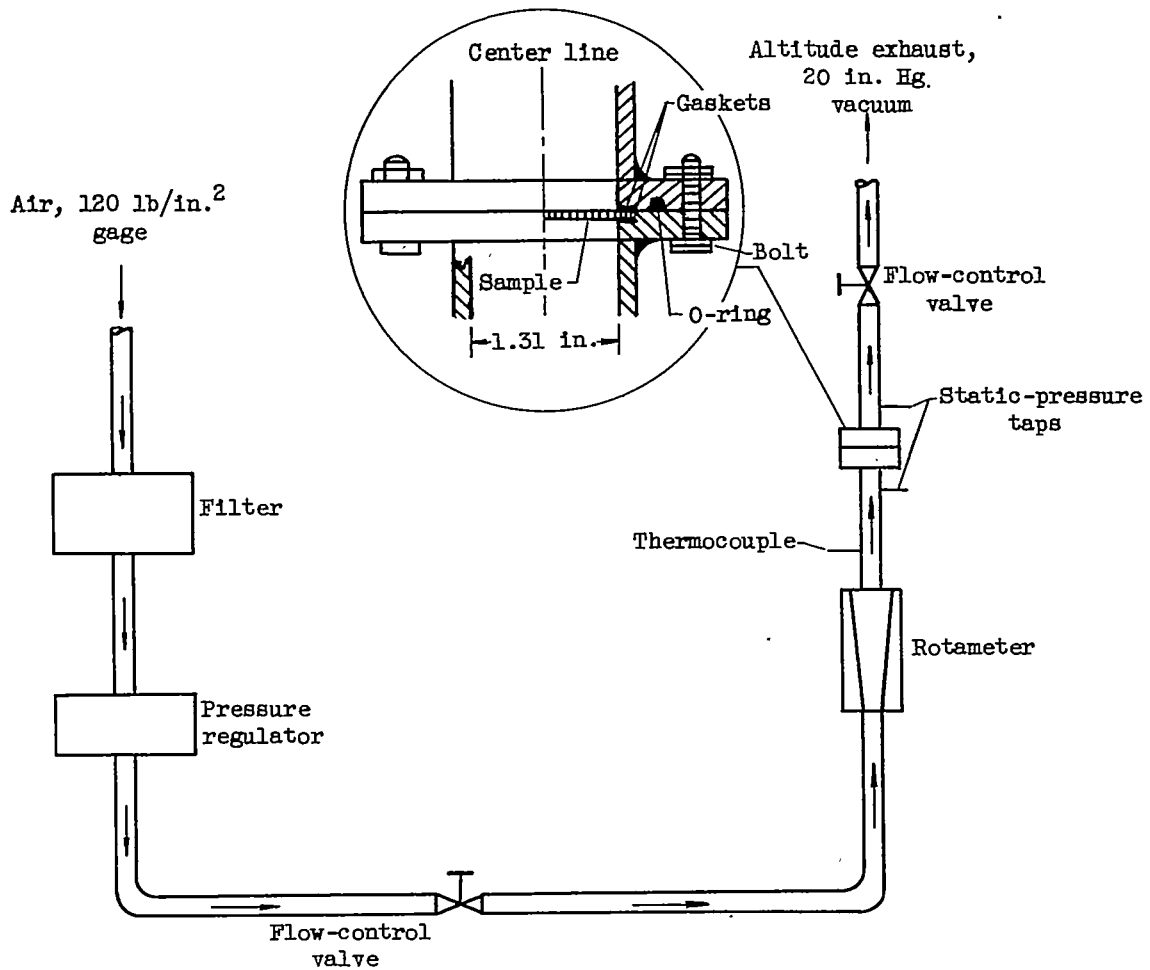 Center line
Gaskets
Altitude exhaust,
20 in. Hg.
vacuum
Air, 120 lb/in.²
gage
Bolt
Sample
O-ring
1.31 in.
Flow-control
valve
Static-pressure
taps
Filter
Thermocouple
Rotameter
Pressure
regulator
Flow-control
valve